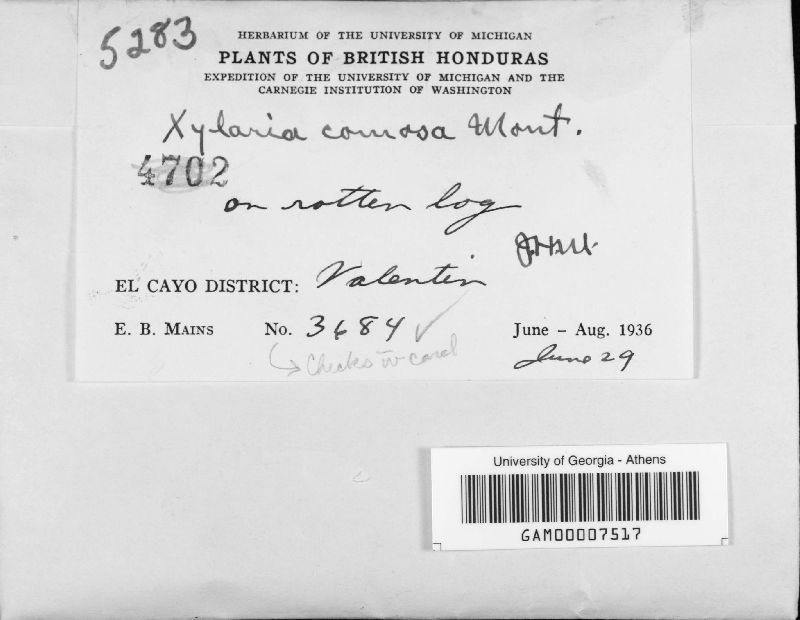 5283
HERBARIUM OF THE UNIVERSITY OF MICHIGAN
PLANTS OF BRITISH HONDURAS
EXPEDITION OF THE UNIVERSITY OF MICHIGAN AND THE
CARNEGIE INSTITUTION OF WASHINGTON
Xylaria comosa Mont.
4702
on rotten log
J.H.M.
EL CAYO DISTRICT: Valentin
E. B. MAINS No. 3684 ✓ June – Aug. 1936
↳ Checks w card June 29
University of Georgia - Athens
GAM00007517